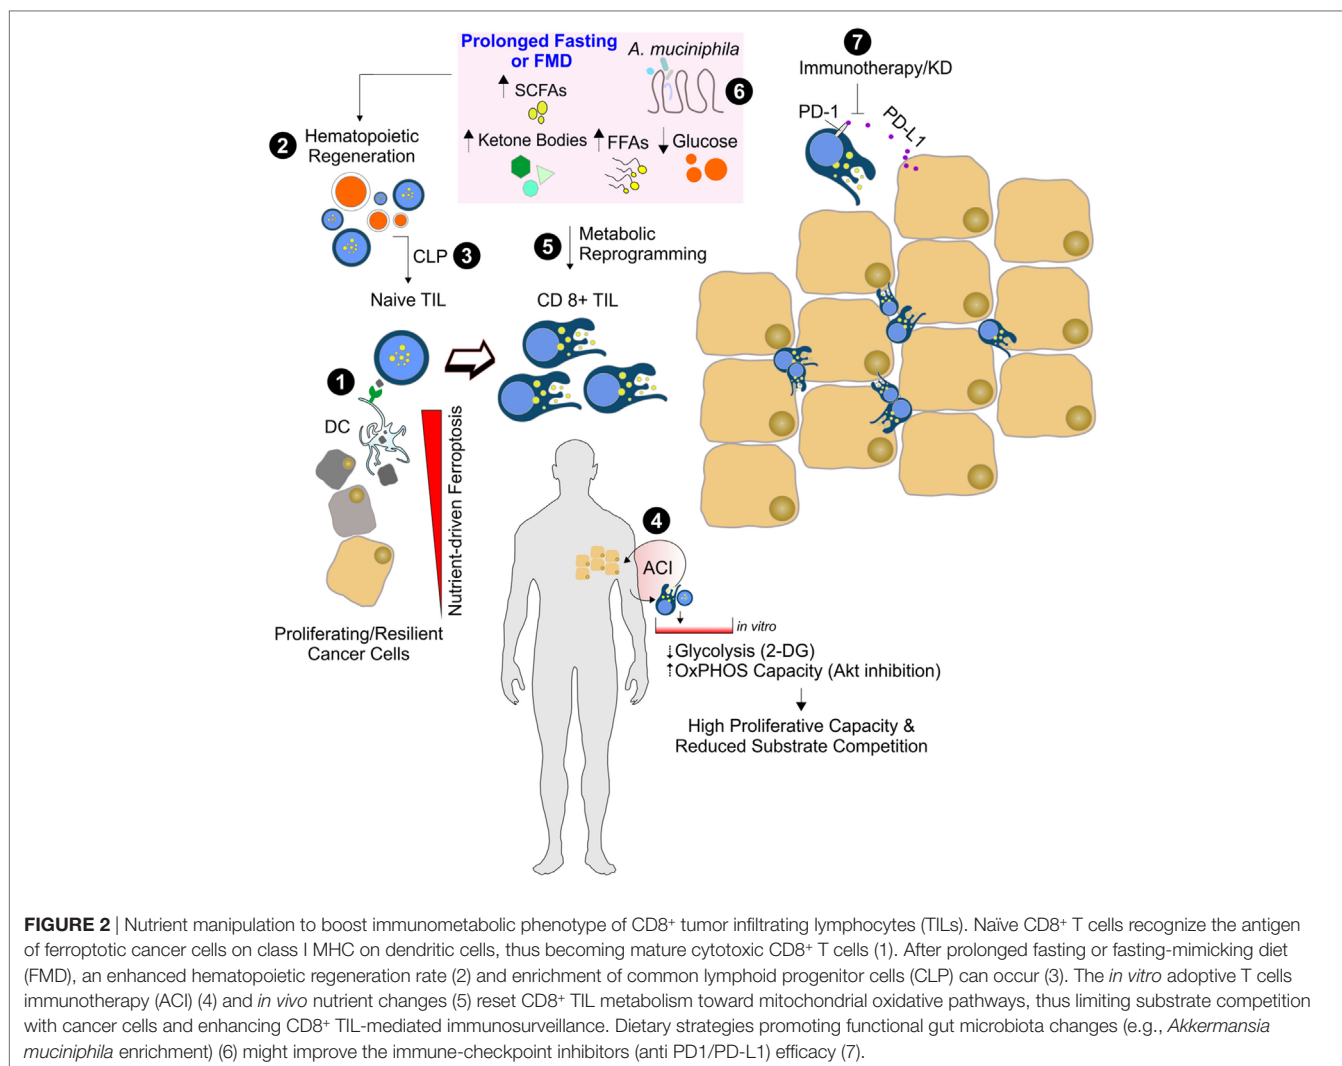 Prolonged Fasting
or FMD
A. muciniphila
SCFAs
6
Ketone Bodies
FFAs
Glucose
7
Immunotherapy/KD
PD-1
PD-L1
2
Hematopoietic
Regeneration
CLP
3
Naive TIL
5
Metabolic
Reprogramming
CD 8+ TIL
1
DC
Nutrient-driven Ferroptosis
Proliferating/Resilient
Cancer Cells
4
ACI
in vitro
Glycolysis (2-DG)
OxPHOS Capacity (Akt inhibition)
High Proliferative Capacity &
Reduced Substrate Competition
FIGURE 2 | Nutrient manipulation to boost immunometabolic phenotype of CD8⁺ tumor infiltrating lymphocytes (TILs). Naïve CD8⁺ T cells recognize the antigen
of ferroptotic cancer cells on class I MHC on dendritic cells, thus becoming mature cytotoxic CD8⁺ T cells (1). After prolonged fasting or fasting-mimicking diet
(FMD), an enhanced hematopoietic regeneration rate (2) and enrichment of common lymphoid progenitor cells (CLP) can occur (3). The in vitro adoptive T cells
immunotherapy (ACI) (4) and in vivo nutrient changes (5) reset CD8⁺ TIL metabolism toward mitochondrial oxidative pathways, thus limiting substrate competition
with cancer cells and enhancing CD8⁺ TIL-mediated immunosurveillance. Dietary strategies promoting functional gut microbiota changes (e.g., Akkermansia
muciniphila enrichment) (6) might improve the immune-checkpoint inhibitors (anti PD1/PD-L1) efficacy (7).